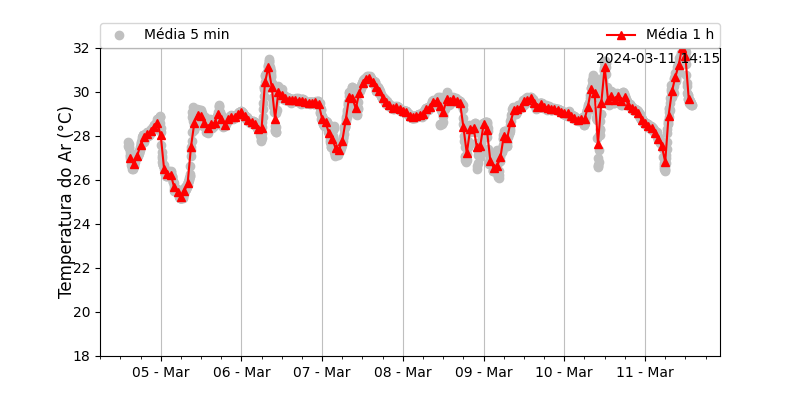 Média 5 min
Média 1 h
2024-03-11 14:15
Temperatura do Ar (°C)
32
30
28
26
24
22
20
18
05 - Mar
06 - Mar
07 - Mar
08 - Mar
09 - Mar
10 - Mar
11 - Mar